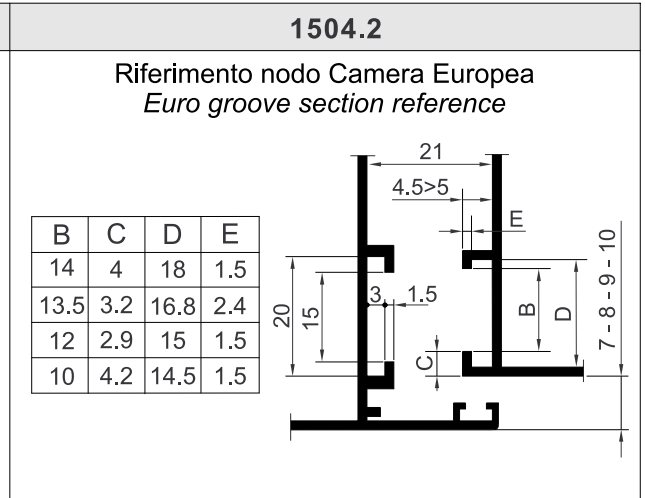 1504.2
Riferimento nodo Camera Europea
Euro groove section reference
B C D E
14 4 18 1.5
13.5 3.2 16.8 2.4
12 2.9 15 1.5
10 4.2 14.5 1.5
21
4.5>5
E
20
15
3
1.5
B
D
C
7 - 8 - 9 - 10